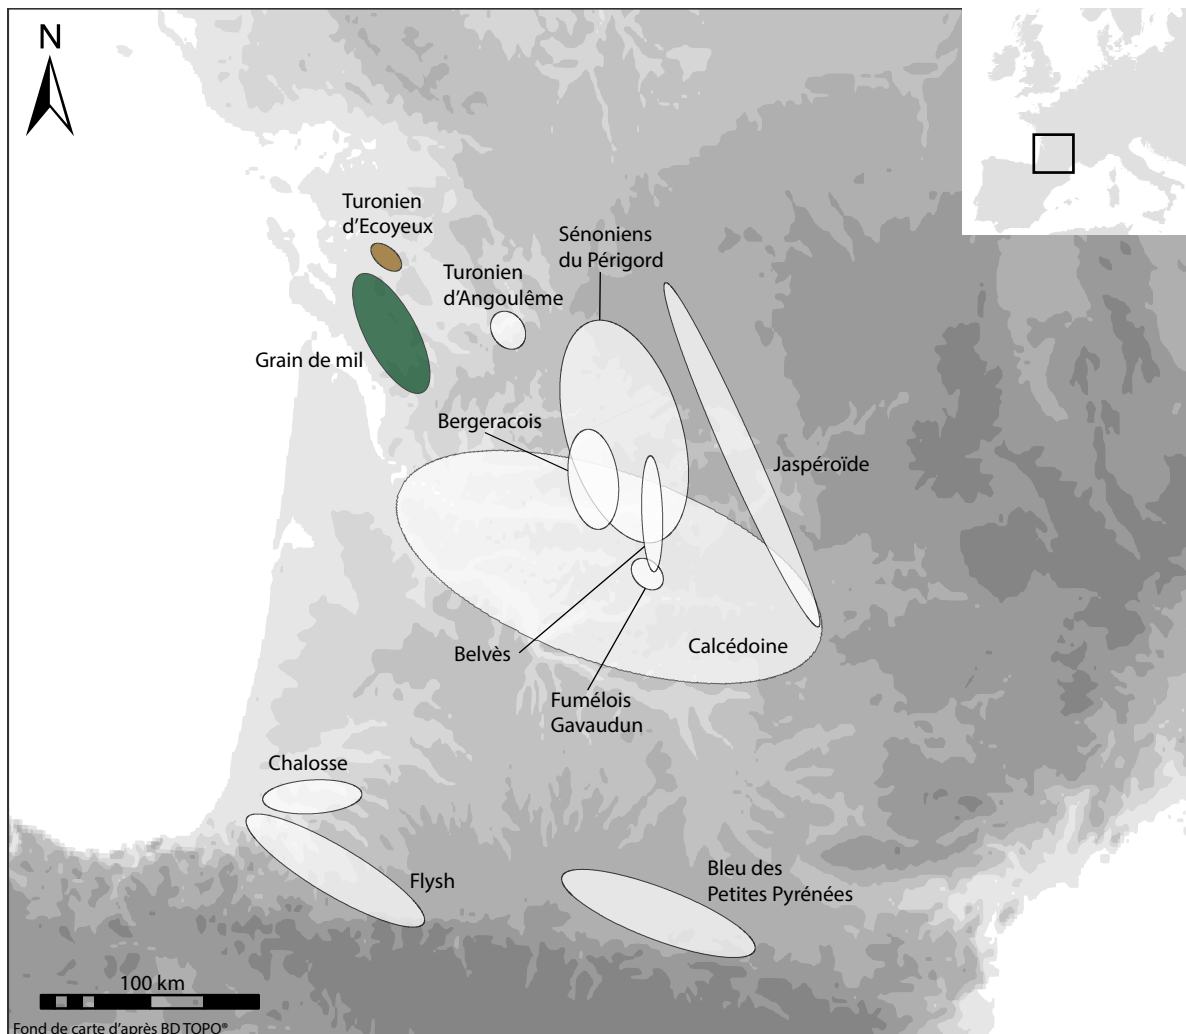 N
Turonien
d'Ecoyeux
Sénoniens
du Périgord
Turonien
d'Angoulême
Grain de mil
Bergeracois
Jaspéroïde
Belvès
Calcédoine
Fumélois
Gavaudun
Chalosse
Flysh
Bleu des
Petites Pyrénées
100 km
Fond de carte d'après BD TOPO®